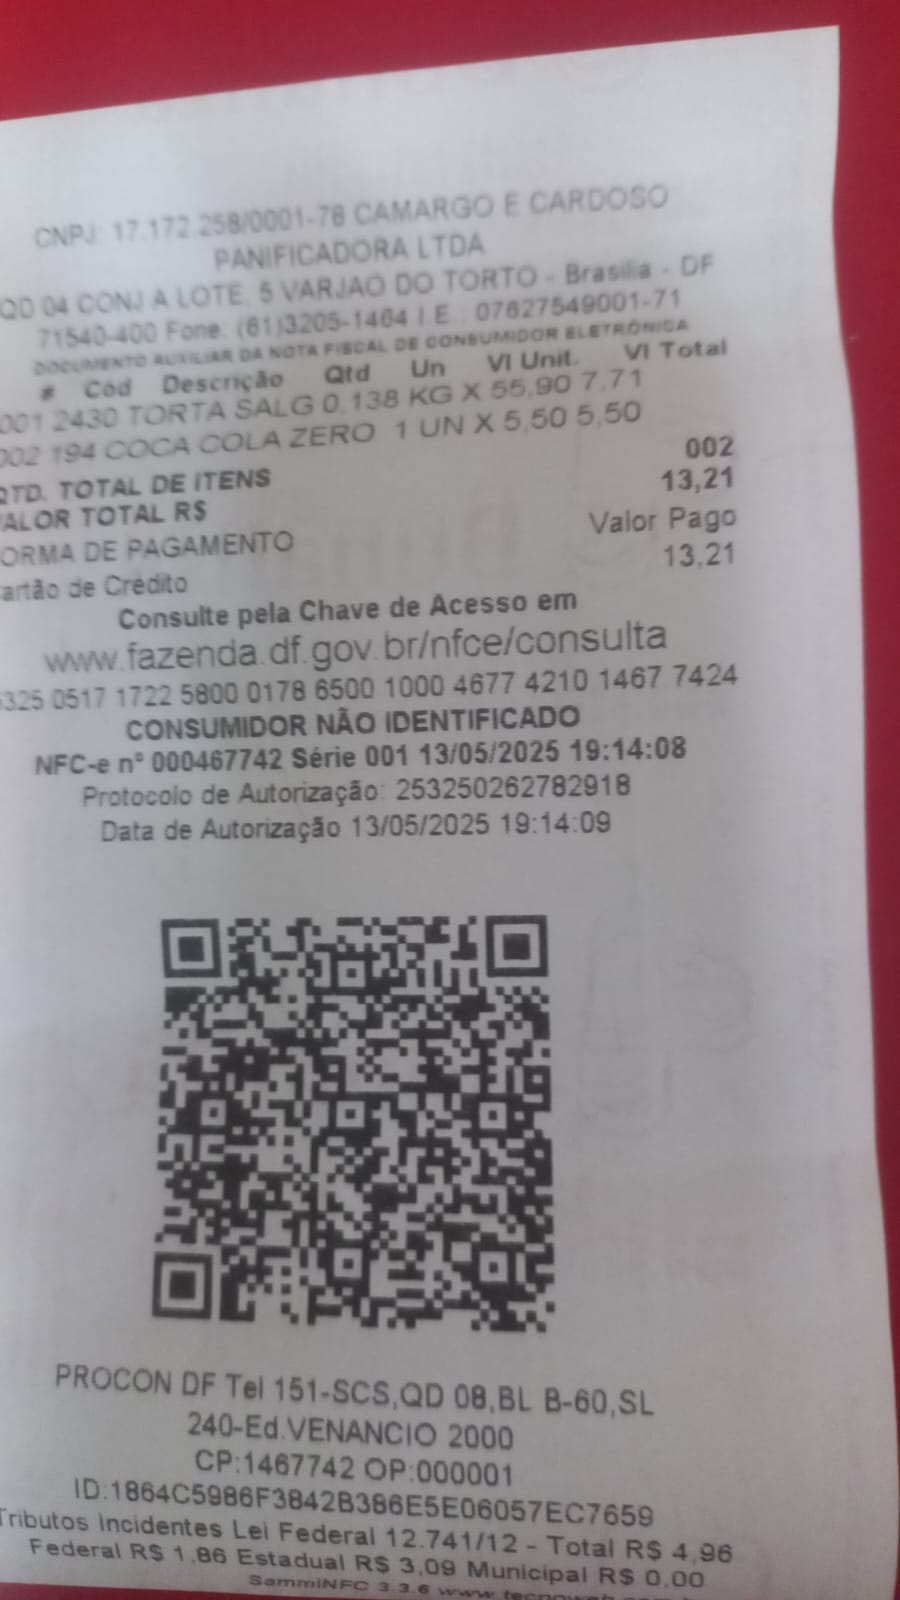 CNPJ: 17.172.258/0001-78 CAMARGO E CARDOSO
PANIFICADORA LTDA
QD 04 CONJ A LOTE. 5 VARJAO DO TORTO - Brasilia - DF
71540-400 Fone: (61)3205-1464 I.E.: 07627549001-71
DOCUMENTO AUXILIAR DA NOTA FISCAL DE CONSUMIDOR ELETRÔNICA
# Cód Descrição Qtd Un Vl Unit. Vl Total
001 2430 TORTA SALG 0,138 KG X 55,90 7,71
002 194 COCA COLA ZERO 1 UN X 5,50 5,50
QTD. TOTAL DE ITENS 002
VALOR TOTAL R$ 13,21
FORMA DE PAGAMENTO Valor Pago
Cartão de Crédito 13,21
Consulte pela Chave de Acesso em
www.fazenda.df.gov.br/nfce/consulta
5325 0517 1722 5800 0178 6500 1000 4677 4210 1467 7424
CONSUMIDOR NÃO IDENTIFICADO
NFC-e nº 000467742 Série 001 13/05/2025 19:14:08
Protocolo de Autorização: 253250262782918
Data de Autorização 13/05/2025 19:14:09
PROCON DF Tel 151-SCS,QD 08,BL B-60,SL
240-Ed.VENANCIO 2000
CP:1467742 OP:000001
ID:1864C5986F3842B386E5E06057EC7659
Tributos Incidentes Lei Federal 12.741/12 - Total R$ 4,96
Federal R$ 1,86 Estadual R$ 3,09 Municipal R$ 0,00
SammiNFC 3.3.6